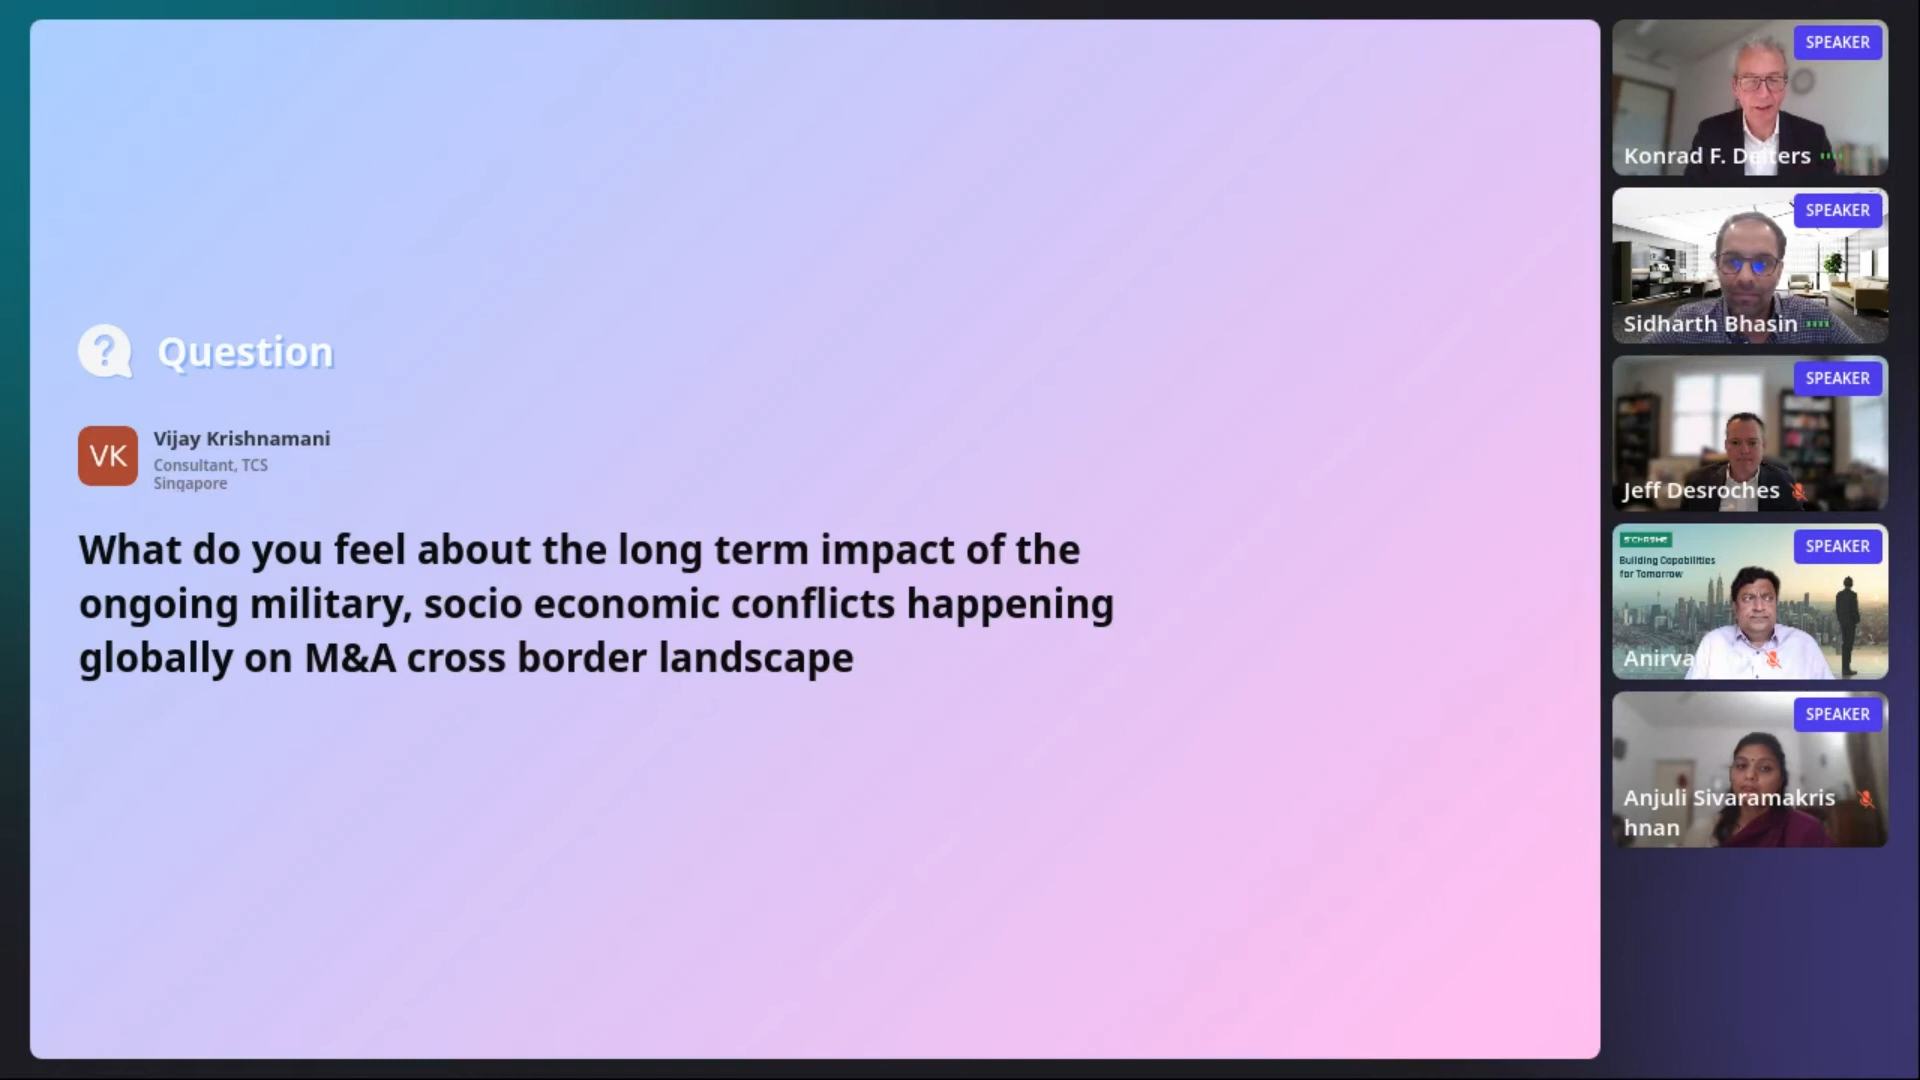 Question
VK
Vijay Krishnamani
Consultant, TCS
Singapore
What do you feel about the long term impact of the
ongoing military, socio economic conflicts happening
globally on M&A cross border landscape
SPEAKER
Konrad F. Deiters
SPEAKER
Sidharth Bhasin
SPEAKER
Jeff Desroches
SPEAKER
Building Capabilities
for Tomorrow
SPEAKER
Anjuli Sivaramakris
hnan